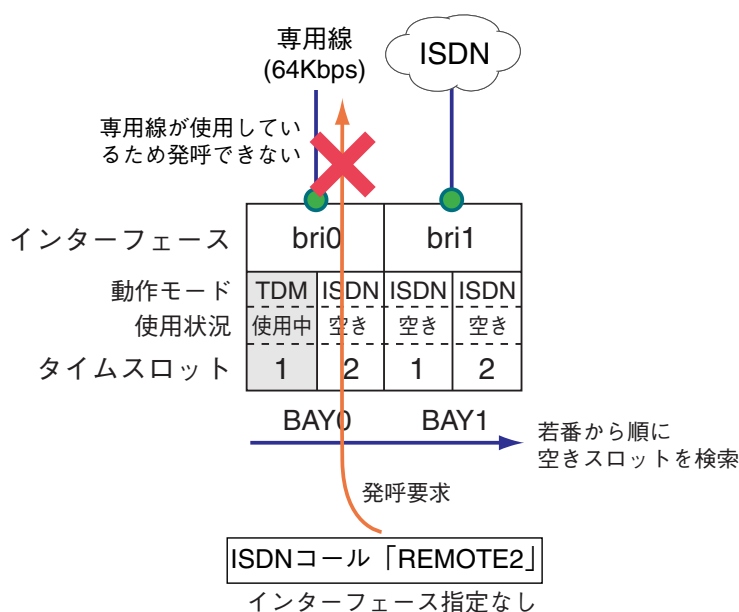 専用線
(64Kbps)
ISDN
専用線が使用してい
るため発呼できない
インターフェース bri0 bri1
動作モード TDM ISDN ISDN ISDN
使用状況 使用中 空き 空き 空き
タイムスロット 1 2 1 2
BAY0 BAY1
若番から順に
空きスロットを検索
発呼要求
ISDNコール「REMOTE2」
インターフェース指定なし